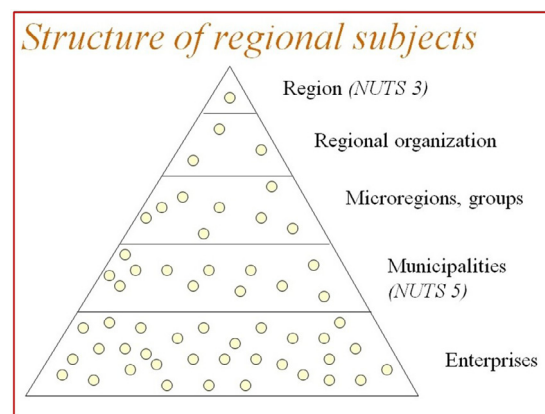 Structure of regional subjects
Region (NUTS 3)
Regional organization
Microregions, groups
Municipalities
(NUTS 5)
Enterprises